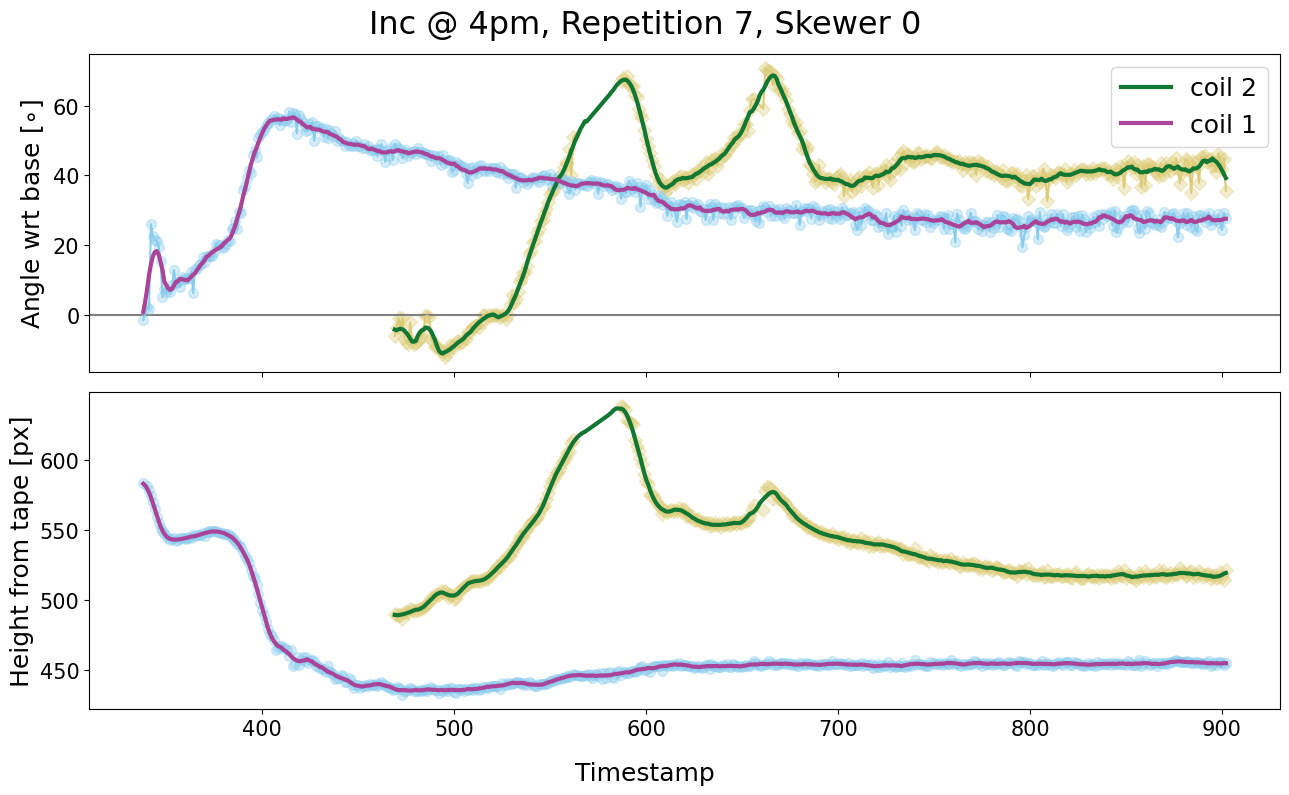 Inc @ 4pm, Repetition 7, Skewer 0
Angle wrt base [∘]
60
40
20
0
coil 2
coil 1
Height from tape [px]
600
550
500
450
400
500
600
700
800
900
Timestamp